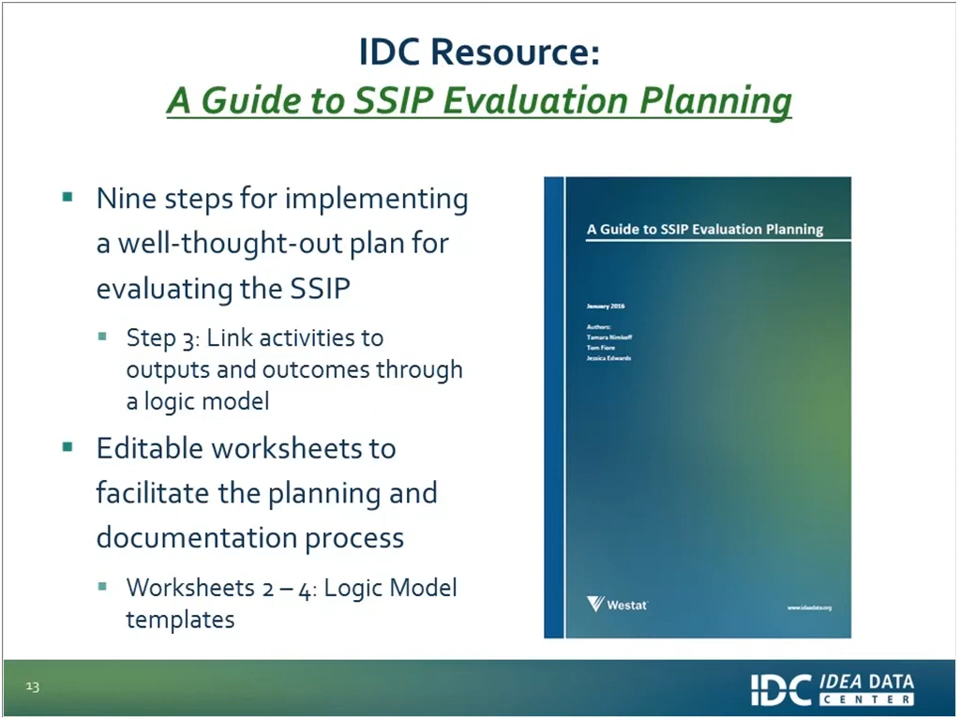 IDC Resource:
A Guide to SSIP Evaluation Planning
Nine steps for implementing
a well-thought-out plan for
evaluating the SSIP
Step 3: Link activities to
outputs and outcomes through
a logic model
Editable worksheets to
facilitate the planning and
documentation process
Worksheets 2 – 4: Logic Model
templates
A Guide to SSIP Evaluation Planning
January 2016
Authors:
Tamara Nimkoff
Tom Fiore
Jessica Edwards
Westat
www.ideadata.org
13
IDC IDEA DATA
CENTER